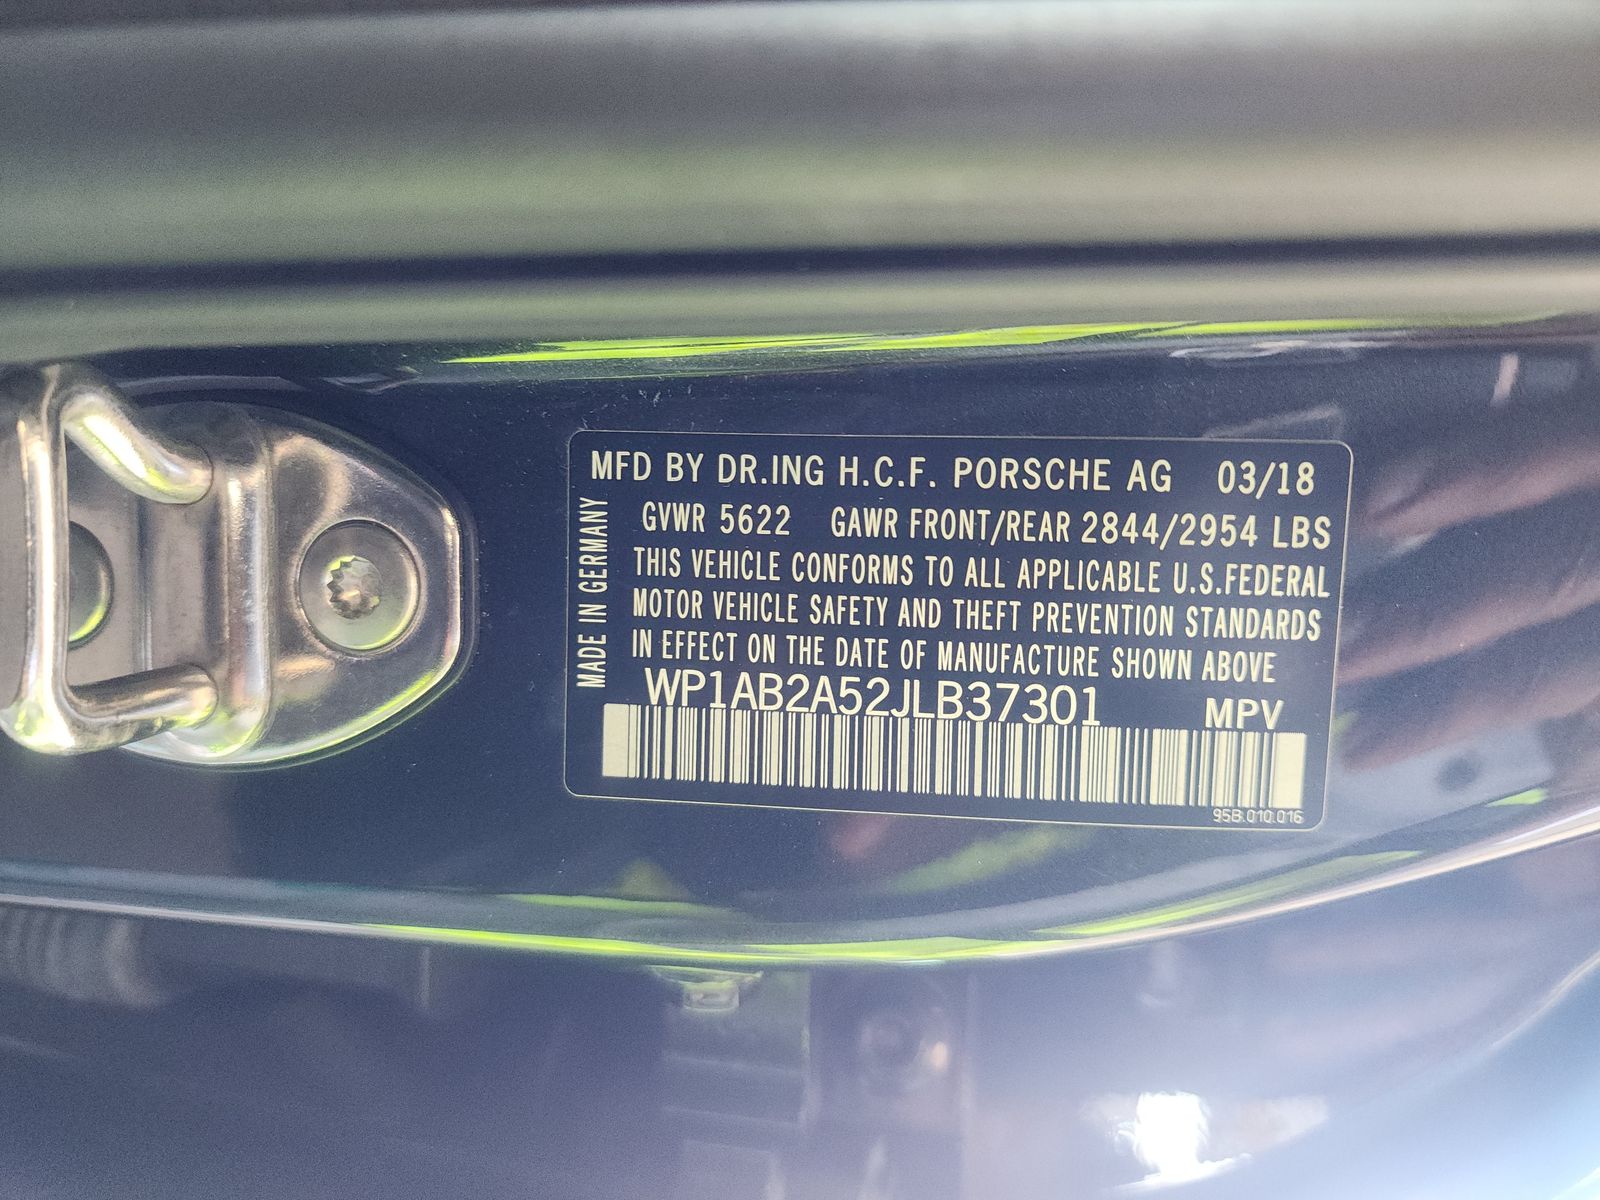 MFD BY DR.ING H.C.F. PORSCHE AG 03/18
GVWR 5622 GAWR FRONT/REAR 2844/2954 LBS
THIS VEHICLE CONFORMS TO ALL APPLICABLE U.S.FEDERAL
MOTOR VEHICLE SAFETY AND THEFT PREVENTION STANDARDS
IN EFFECT ON THE DATE OF MANUFACTURE SHOWN ABOVE
MADE IN GERMANY
WP1AB2A52JLB37301 MPV
95B.010.016